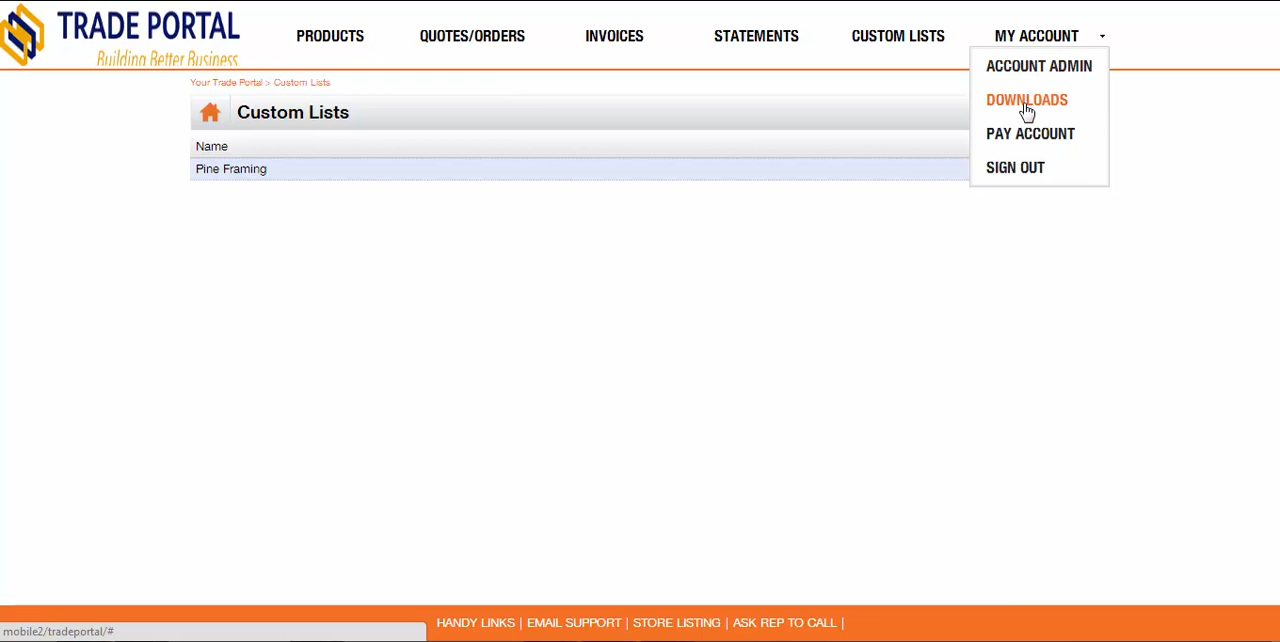 TRADE PORTAL
Building Better Business.
PRODUCTS QUOTES/ORDERS INVOICES STATEMENTS CUSTOM LISTS MY ACCOUNT
ACCOUNT ADMIN
DOWNLOADS
PAY ACCOUNT
SIGN OUT
Your Trade Portal > Custom Lists
Custom Lists
Name
Pine Framing
HANDY LINKS | EMAIL SUPPORT | STORE LISTING | ASK REP TO CALL |
mobile2/tradeportal/#